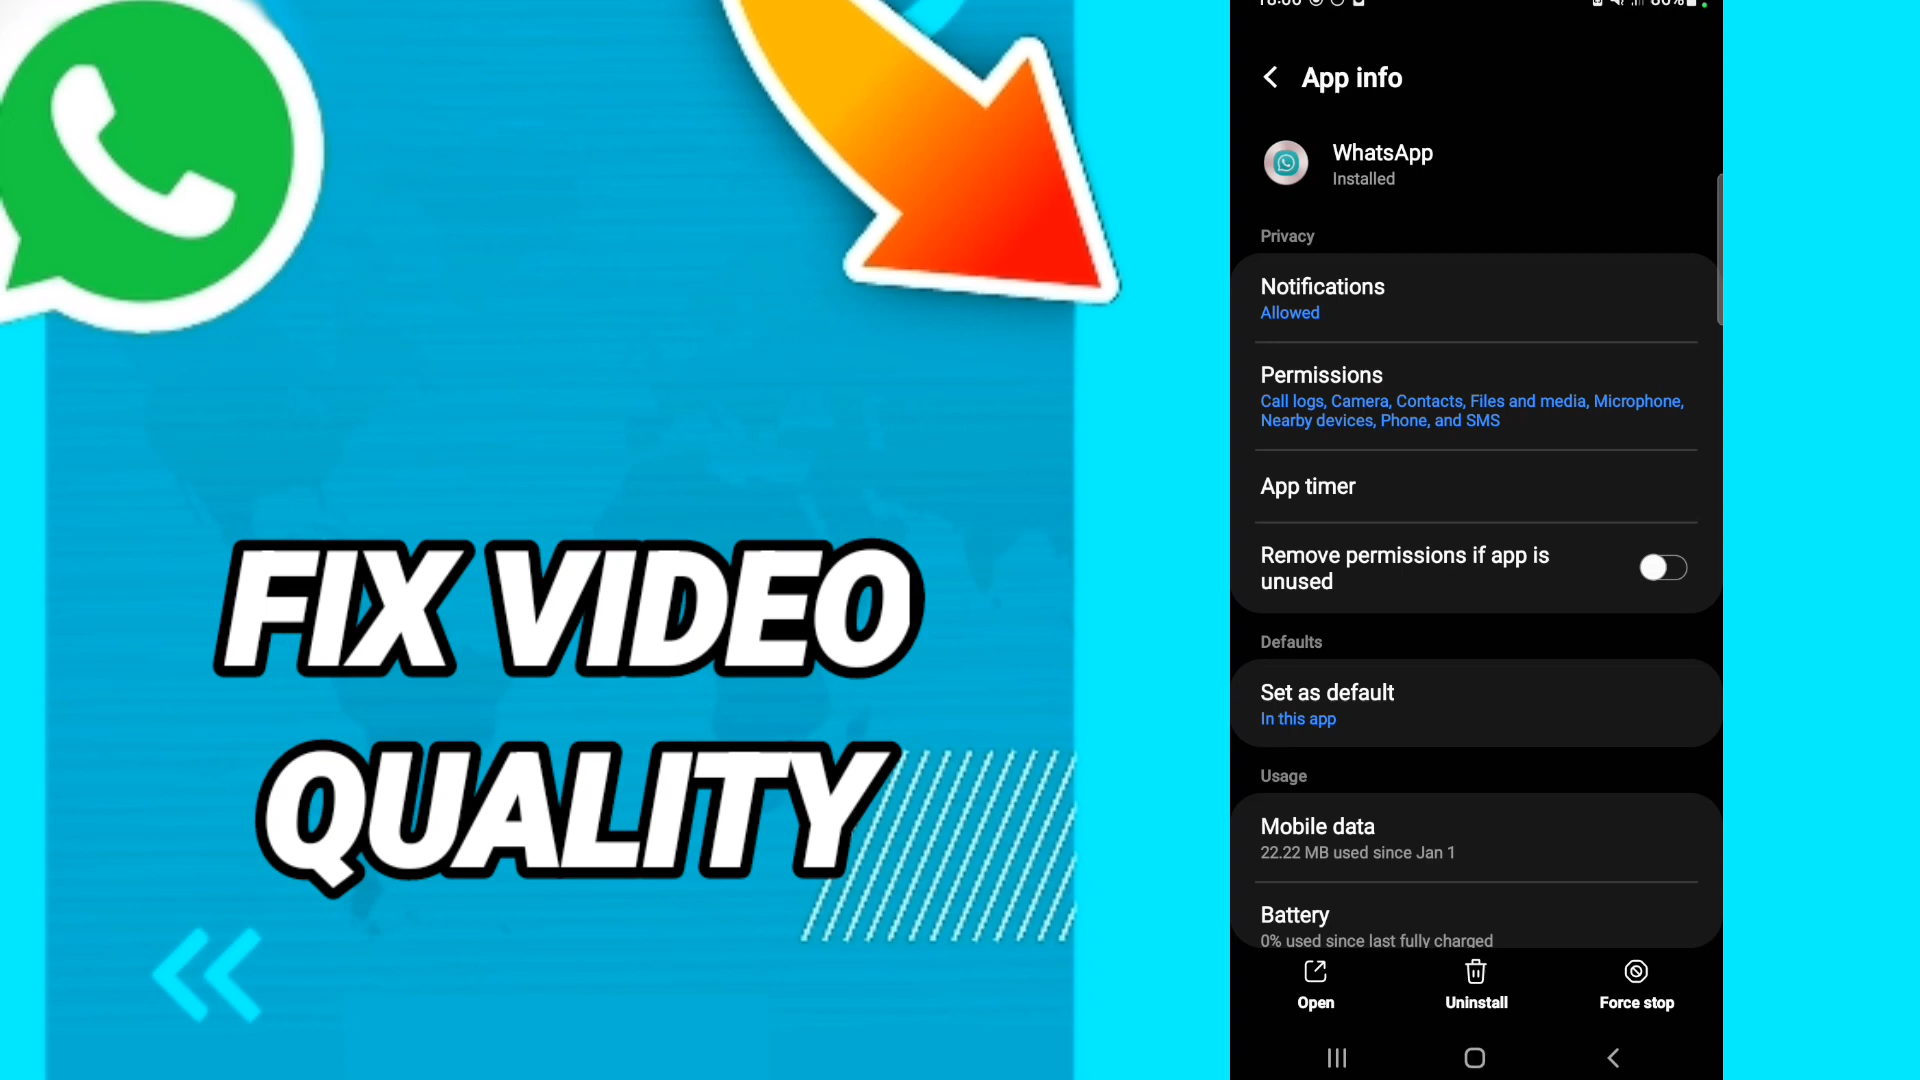 FIX VIDEO
QUALITY
App info
WhatsApp
Installed
Privacy
Notifications
Allowed
Permissions
Call logs, Camera, Contacts, Files and media, Microphone,
Nearby devices, Phone, and SMS
App timer
Remove permissions if app is
unused
Defaults
Set as default
In this app
Usage
Mobile data
22.22 MB used since Jan 1
Battery
0% used since last fully charged
Open
Uninstall
Force stop